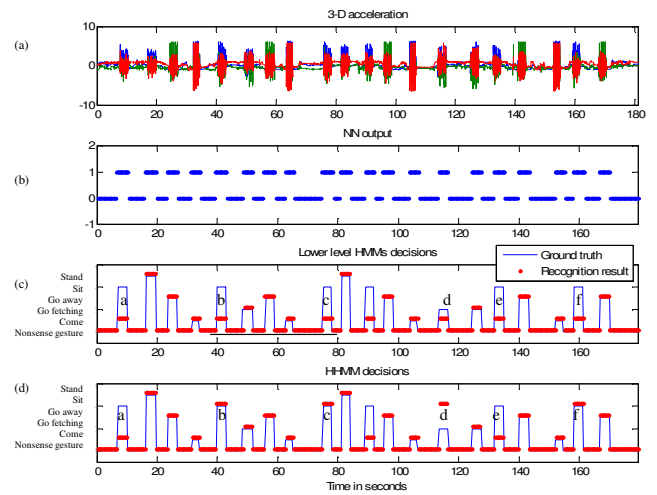 3-D acceleration
(a)
10
0
-10
0 20 40 60 80 100 120 140 160 180
NN output
(b)
2
1
0
-1
0 20 40 60 80 100 120 140 160
Lower level HMMs decisions
Ground truth
Recognition result
(c)
Stand
Sit
Go away
Go fetching
Come
Nonsense gesture
a b c d e f
0 20 40 60 80 100 120 140 160
HHMM decisions
(d)
Stand
Sit
Go away
Go fetching
Come
Nonsense gesture
a b c d e f
0 20 40 60 80 100 120 140 160
Time in seconds